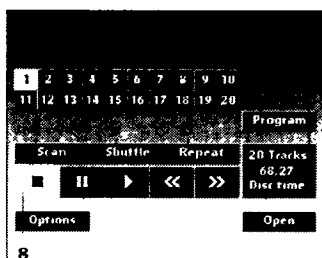 1 2 3 4 5 6 7 8 9 10
11 12 13 14 15 16 17 18 19 20
Program
Scan Shuffle Repeat
20 Tracks
68.27
Disc time
Options Open
8